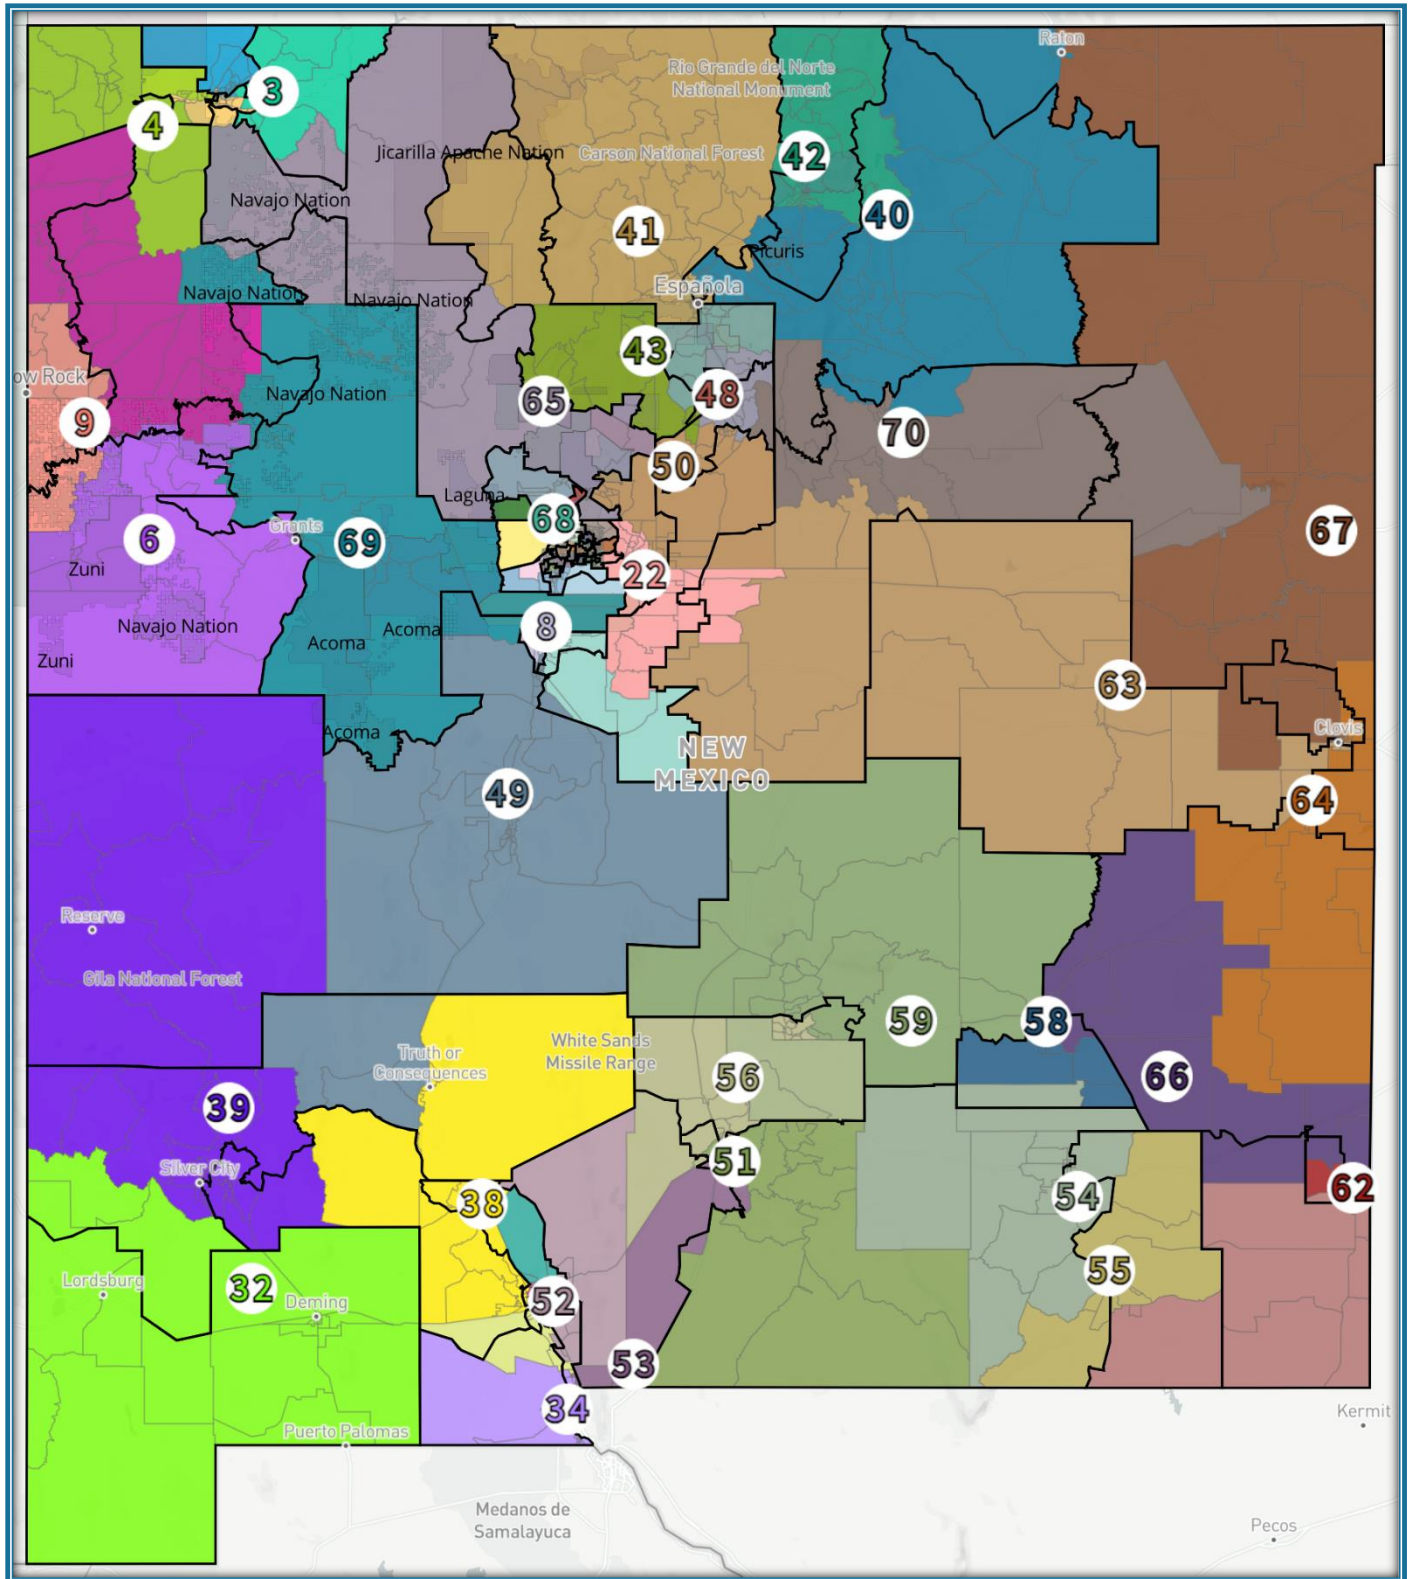 Raton
Rio Grande del Norte
National Monument
3
4
Jicarilla Apache Nation
Carson National Forest
42
Navajo Nation
40
41
Picuris
Navajo Nation
Española
Navajo Nation
43
ow Rock
Navajo Nation
65
48
9
70
50
Laguna
68
Grants
67
6
69
Zuni
22
Navajo Nation
Acoma
8
Acoma
Zuni
63
Acoma
Clovis
NEW
MEXICO
49
64
Reserve
Gila National Forest
59
58
White Sands
Missile Range
Truth or
Consequences
56
66
39
51
Silver City
62
38
54
Lordsburg
32
Deming
52
55
53
34
Kermit
Puerto Palomas
Medanos de
Samalayuca
Pecos